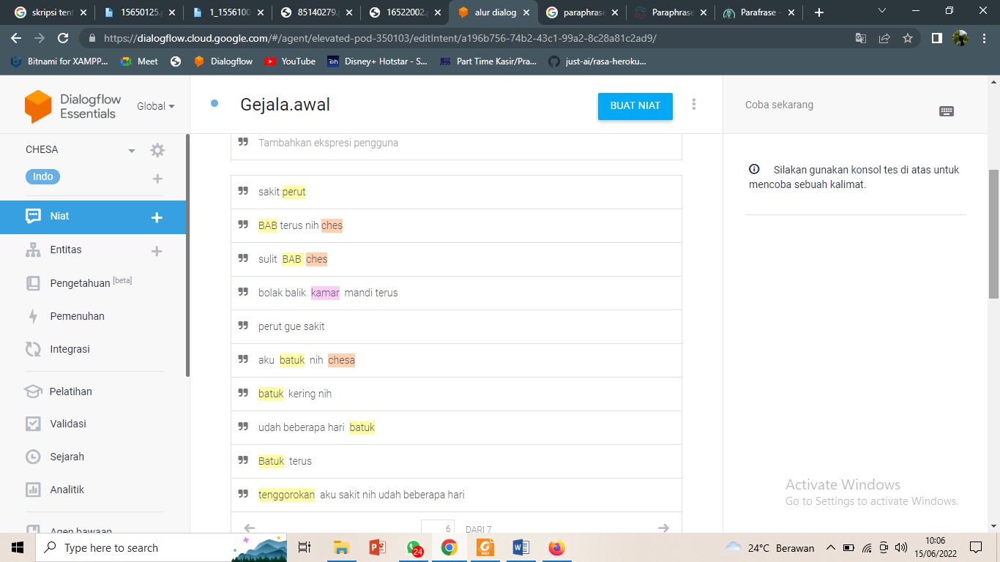 skripsi tent
15650125.p
1_1556100
85140279.p
16522002.p
alur dialog
paraphrase
Paraphrase
Parafrase -
https://dialogflow.cloud.google.com/#/agent/elevated-pod-350103/editIntent/a196b756-74b2-43c1-99a2-8c28a81c2ad9/
Bitnami for XAMPP...
Meet
Dialogflow
YouTube
Disney+ Hotstar - S...
Part Time Kasir/Pra...
just-ai/rasa-heroku...
Dialogflow
Essentials
Global
CHESA
Indo
Niat
Entitas
Pengetahuan [beta]
Pemenuhan
Integrasi
Pelatihan
Validasi
Sejarah
Analitik
Agen bawaan
Gejala.awal
BUAT NIAT
Tambahkan ekspresi pengguna
sakit perut
BAB terus nih ches
sulit BAB ches
bolak balik kamar mandi terus
perut gue sakit
aku batuk nih chesa
batuk kering nih
udah beberapa hari batuk
Batuk terus
tenggorokan aku sakit nih udah beberapa hari
6 DARI 7
Coba sekarang
Silakan gunakan konsol tes di atas untuk
mencoba sebuah kalimat.
Activate Windows
Go to Settings to activate Windows.
Type here to search
24
24°C Berawan
10:06
15/06/2022